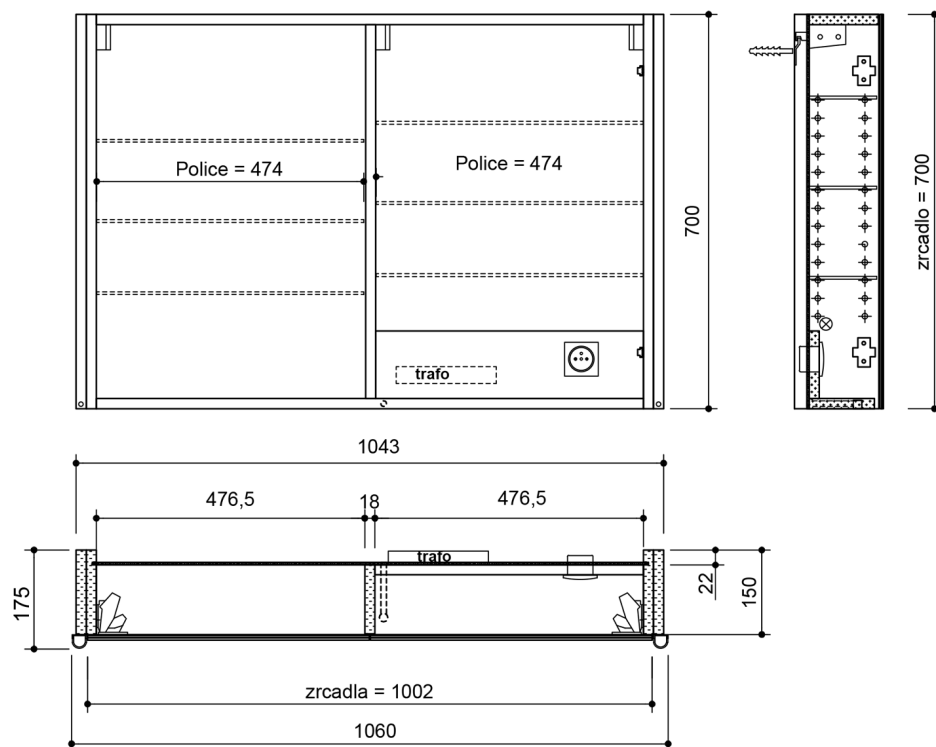 Police = 474
Police = 474
700
zrcadlo = 700
trafo
1043
476,5
18
476,5
trafo
175
22
150
zrcadla = 1002
1060